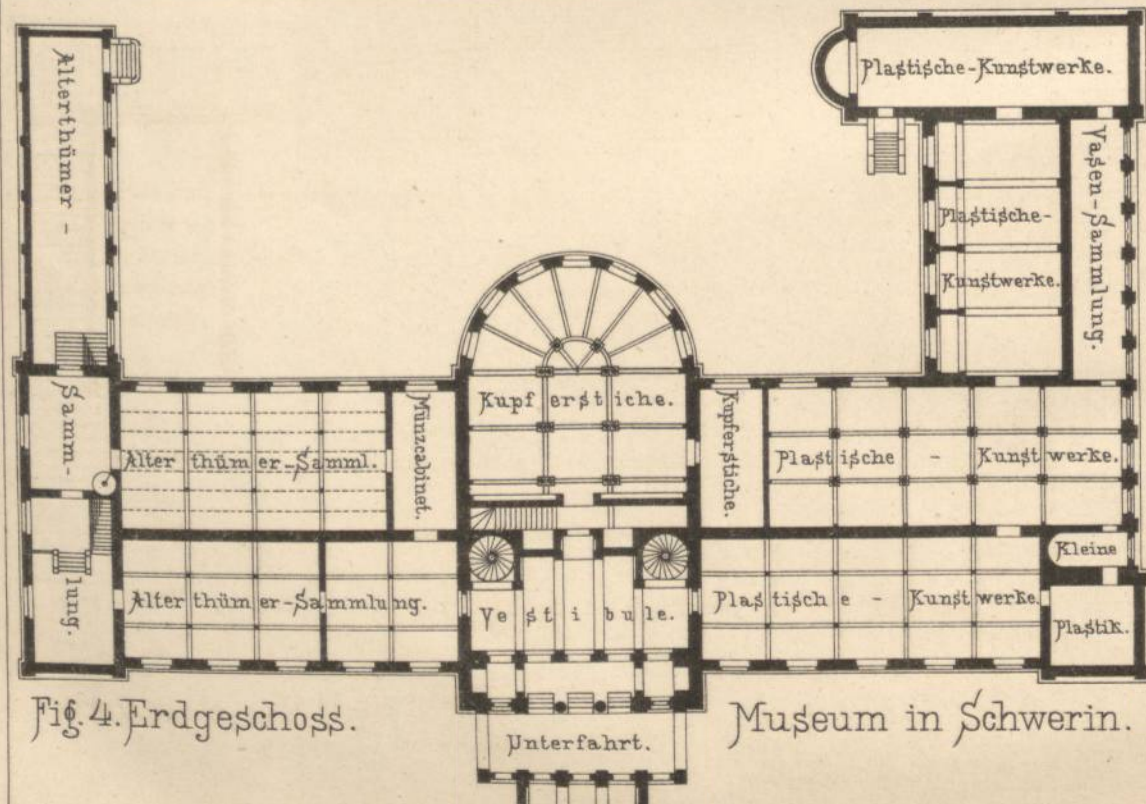 Alterthümer -
Samm-
lung.
Alterthümer-Samml.
Münzcabinet.
Alterthümer-Sammlung.
Kupferstiche.
Vestibule.
Unterfahrt.
Kupferstiche.
Plastische - Kunstwerke.
Plastische - Kunstwerke.
Kleine
Plastik.
Plastische-Kunstwerke.
Plastische-
Kunstwerke.
Vasen-Sammlung.
Fig. 4. Erdgeschoss.
Museum in Schwerin.